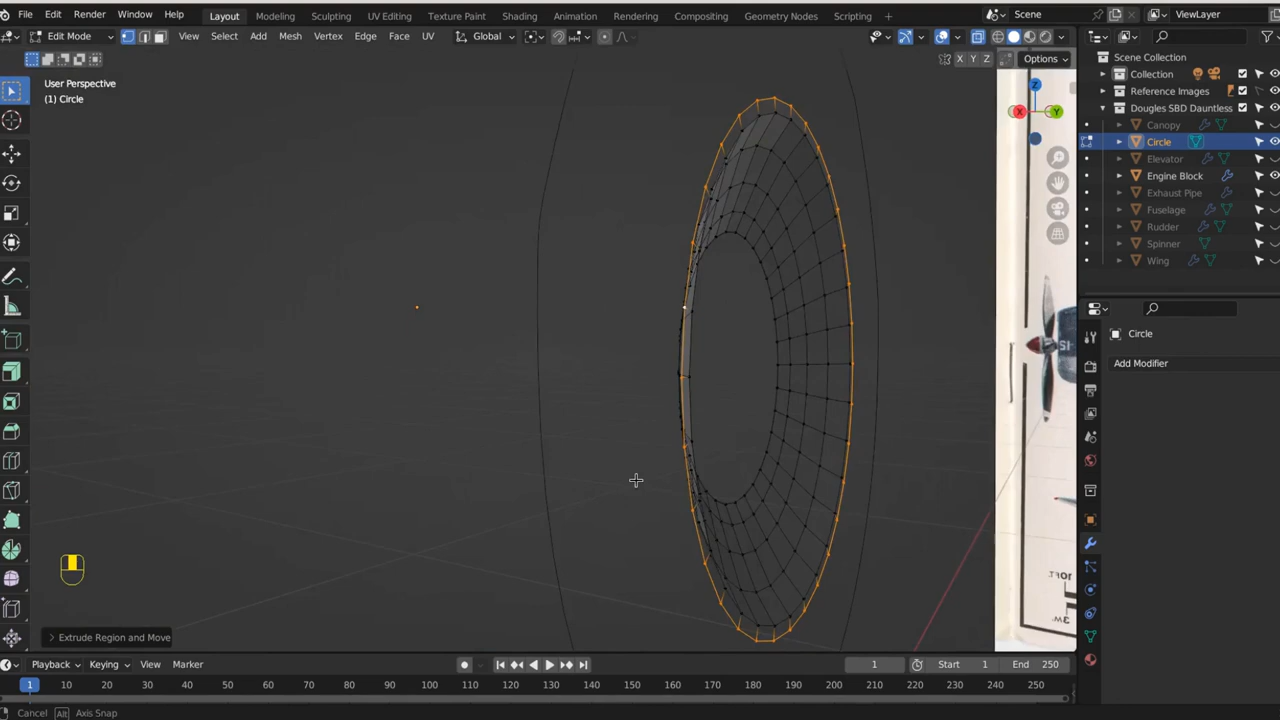 File Edit Render Window Help Layout Modeling Sculpting UV Editing Texture Paint Shading Animation Rendering Compositing Geometry Nodes Scripting + Scene ViewLayer
Edit Mode View Select Add Mesh Vertex Edge Face UV Global
X Y Z Options
User Perspective
(1) Circle
Z
X Y
Scene Collection
Collection
Reference Images
Dougles SBD Dauntless
Canopy
Circle
Elevator
Engine Block
Exhaust Pipe
Fuselage
Rudder
Spinner
Wing
Circle
Add Modifier
> Extrude Region and Move
Playback Keying View Marker 1 Start 1 End 250
1 10 20 30 40 50 60 70 80 90 100 110 120 130 140 150 160 170 180 190 200 210 220 230 240 250
Cancel Alt Axis Snap